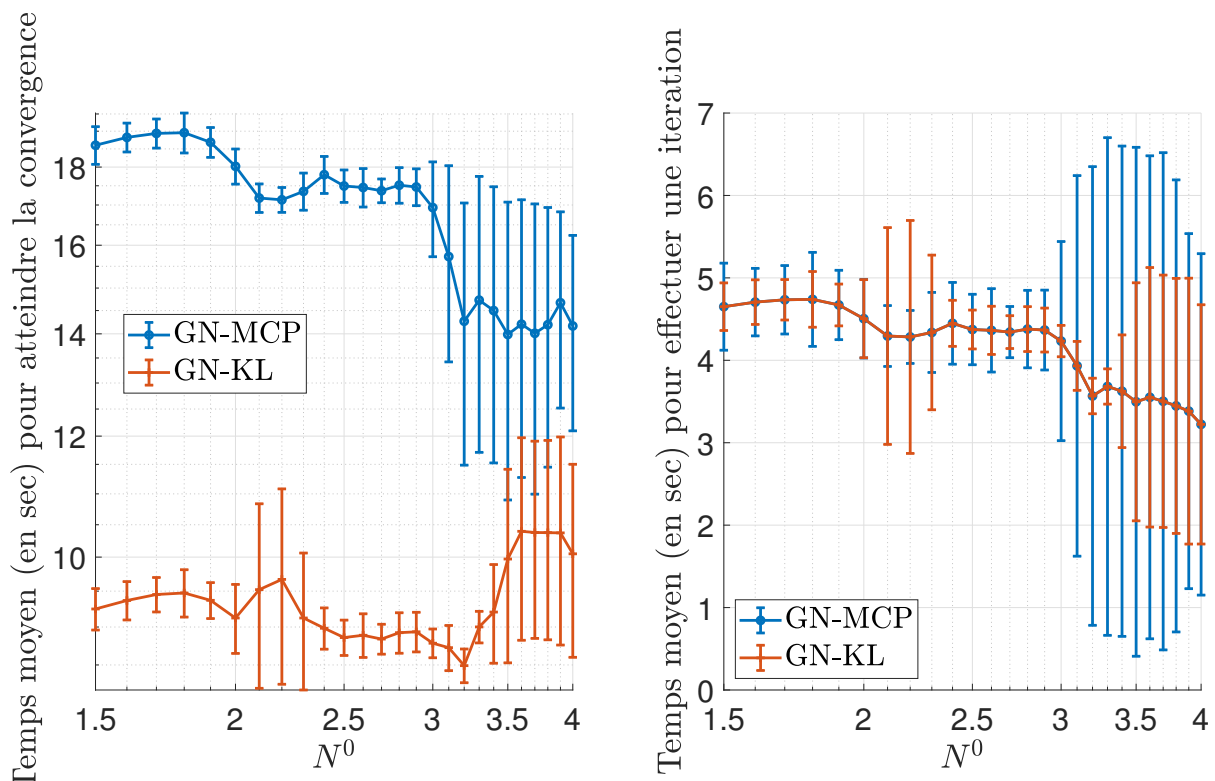 Temps moyen (en sec) pour atteindre la convergence
18
16
14
12
10
GN-MCP
GN-KL
1.5 2 2.5 3 3.5 4
N⁰
Temps moyen (en sec) pour effectuer une iteration
7
6
5
4
3
2
1
0
GN-MCP
GN-KL
1.5 2 2.5 3 3.5 4
N⁰